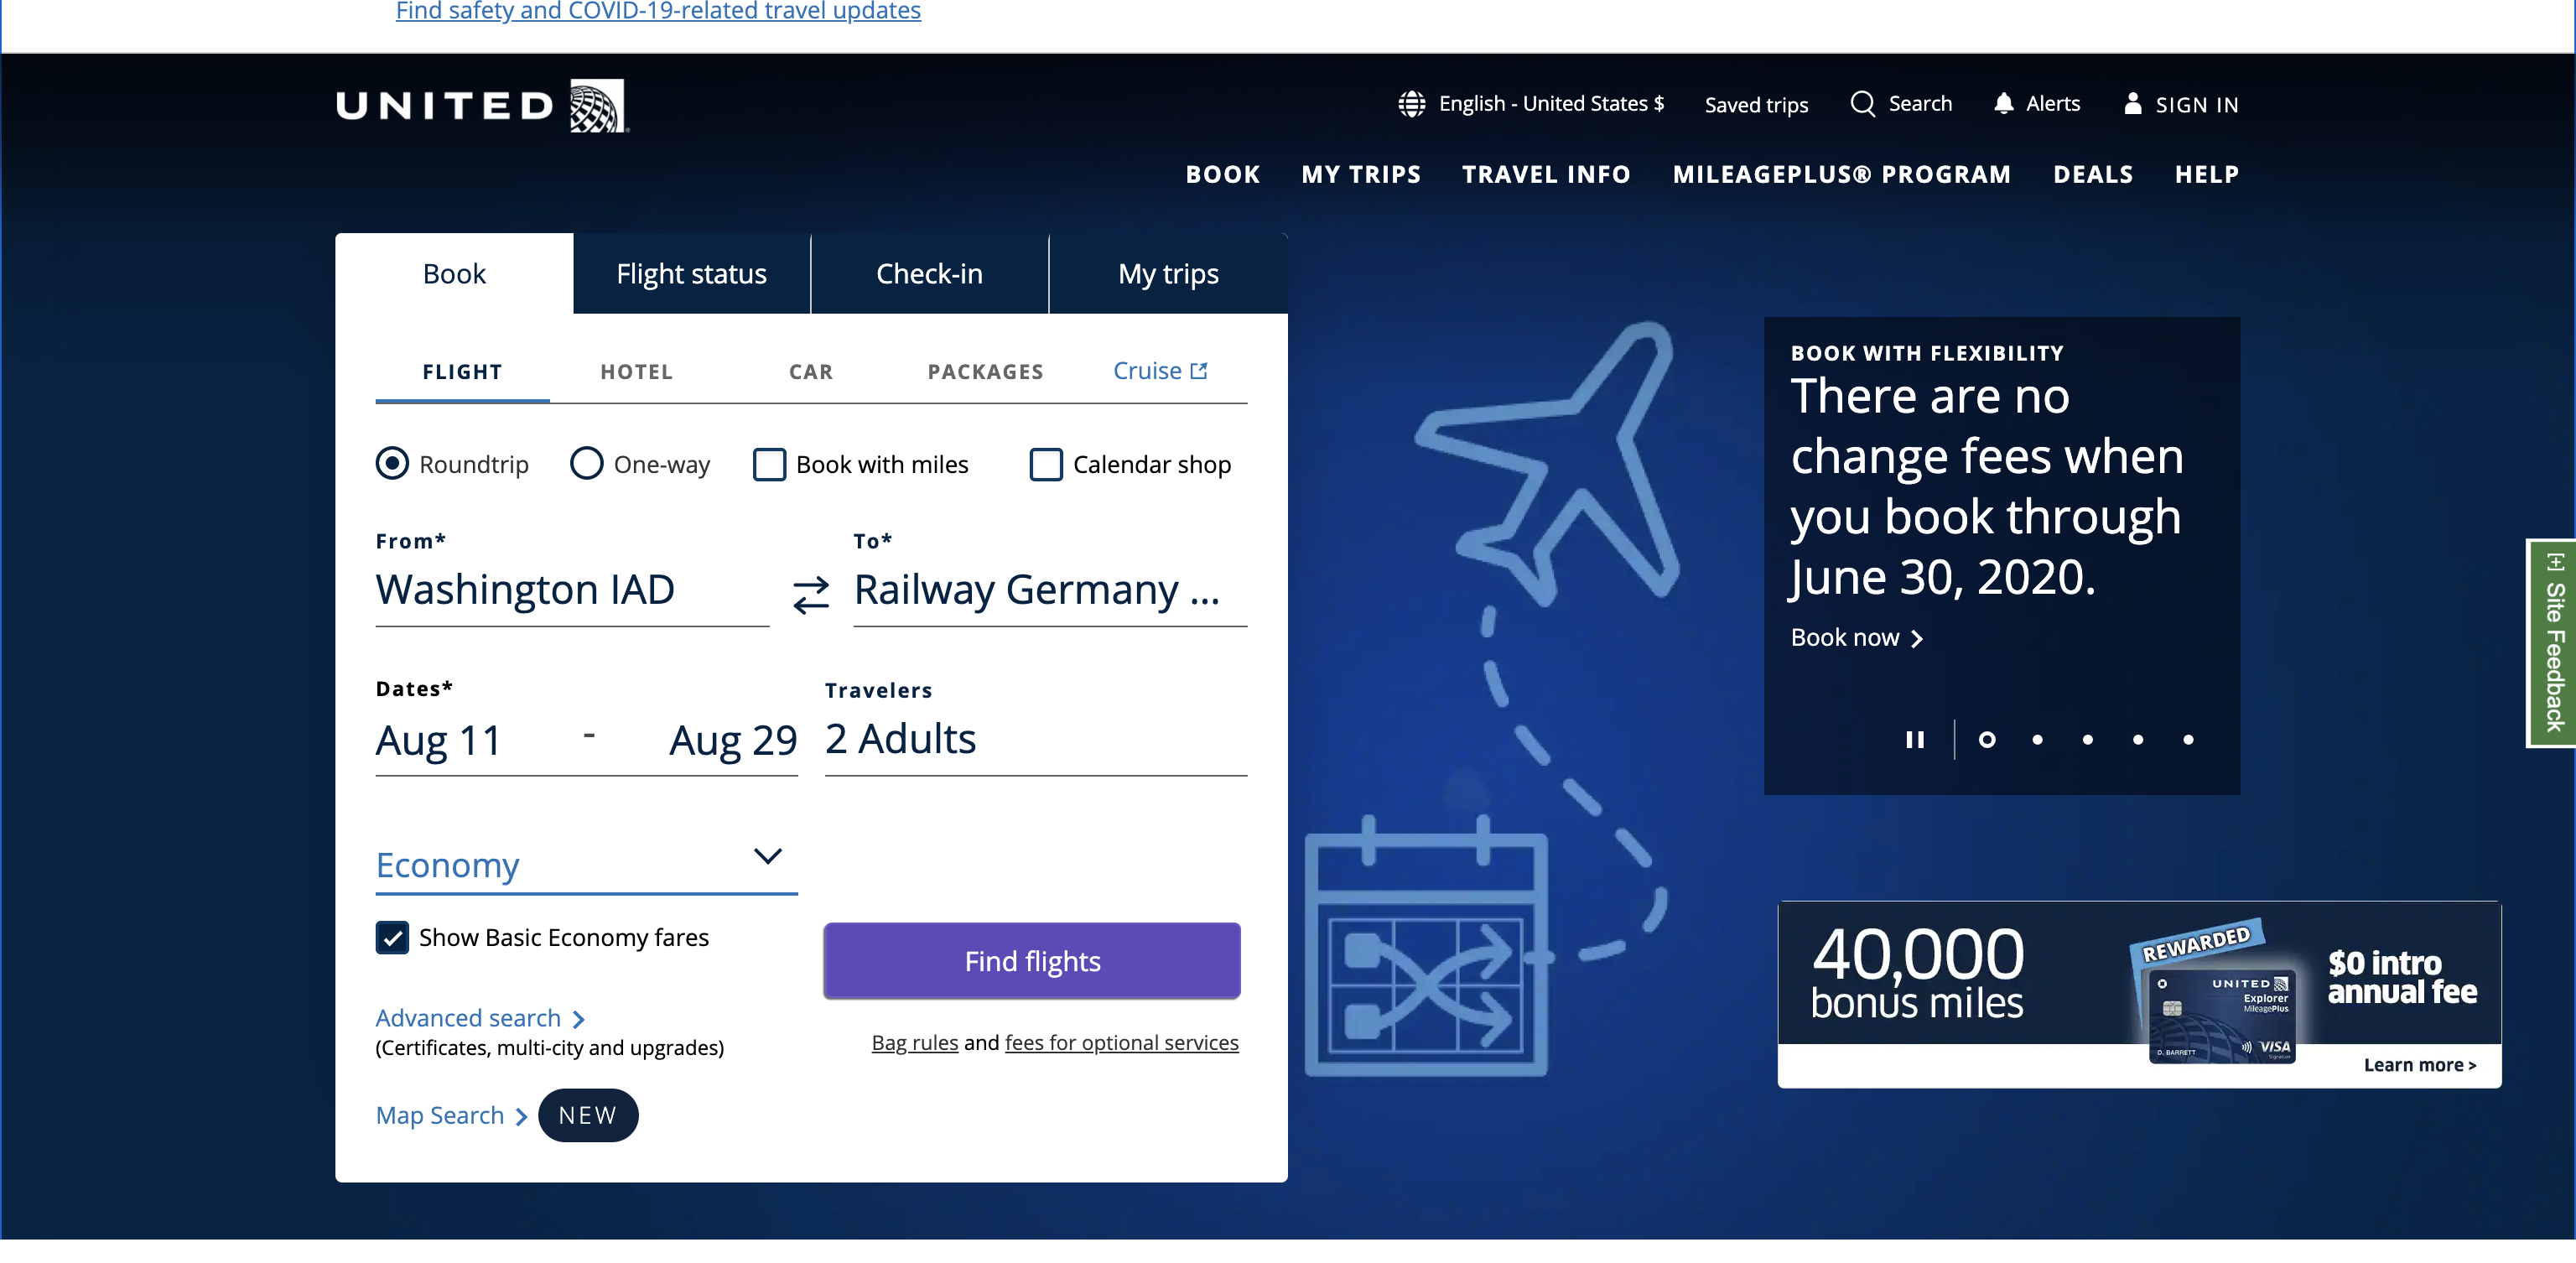 Find safety and COVID-19-related travel updates
UNITED
English - United States $ Saved trips Search Alerts SIGN IN
BOOK MY TRIPS TRAVEL INFO MILEAGEPLUS® PROGRAM DEALS HELP
Book Flight status Check-in My trips
FLIGHT HOTEL CAR PACKAGES Cruise
Roundtrip One-way Book with miles Calendar shop
From* To*
Washington IAD Railway Germany ...
Dates* Travelers
Aug 11 - Aug 29 2 Adults
Economy
Show Basic Economy fares
Find flights
Advanced search
(Certificates, multi-city and upgrades)
Bag rules and fees for optional services
Map Search NEW
BOOK WITH FLEXIBILITY
There are no
change fees when
you book through
June 30, 2020.
Book now
[+] Site Feedback
40,000
bonus miles
REWARDED
UNITED
Explorer
MileagePlus
D. BARRETT
VISA
Signature
$0 intro
annual fee
Learn more >